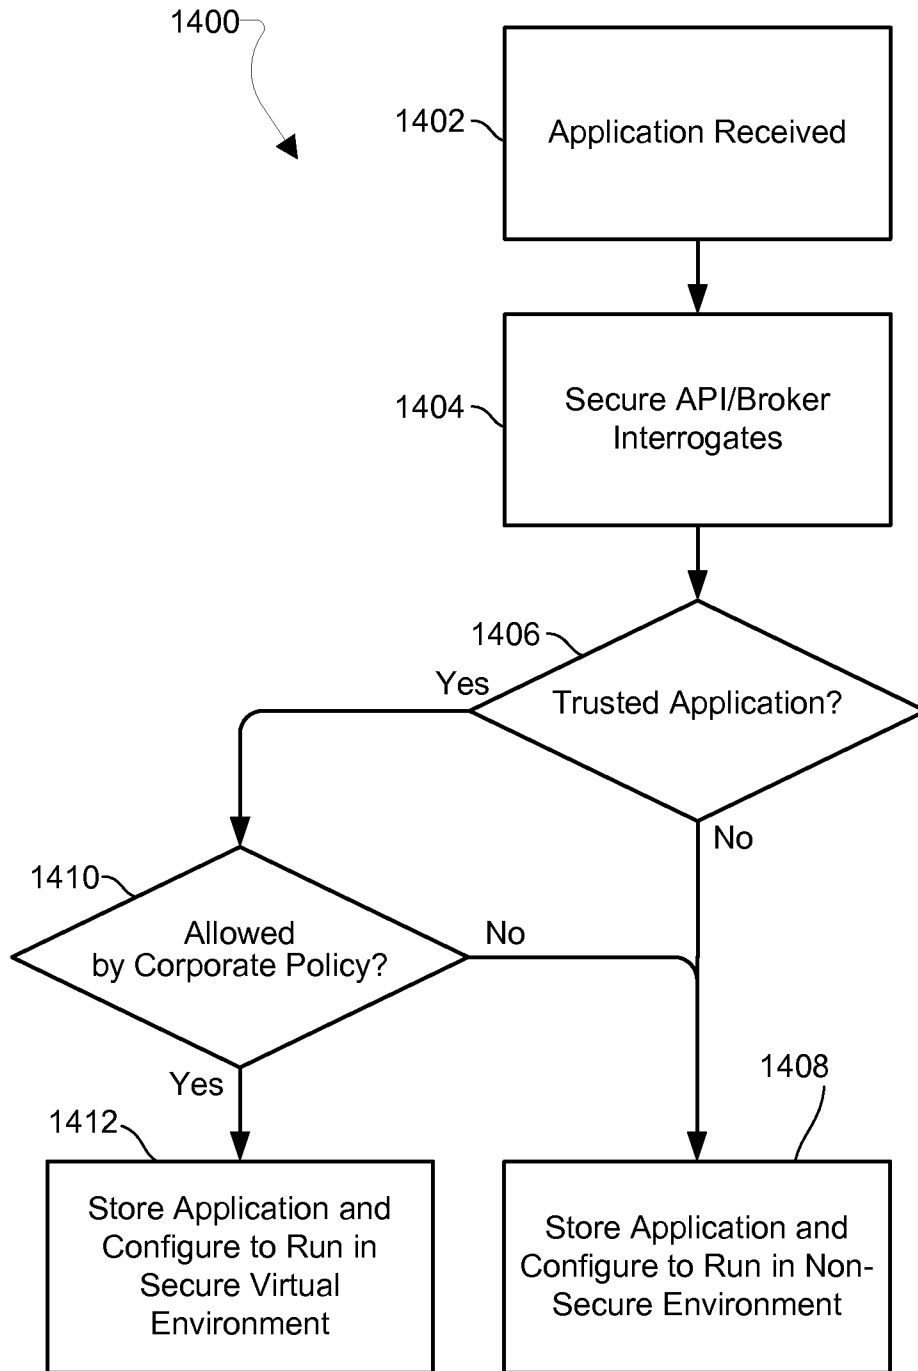 1400
1402
Application Received
1404
Secure API/Broker
Interrogates
1406
Trusted Application?
Yes
No
1410
Allowed
by Corporate Policy?
No
Yes
1408
1412
Store Application and
Configure to Run in
Secure Virtual
Environment
Store Application and
Configure to Run in Non-
Secure Environment